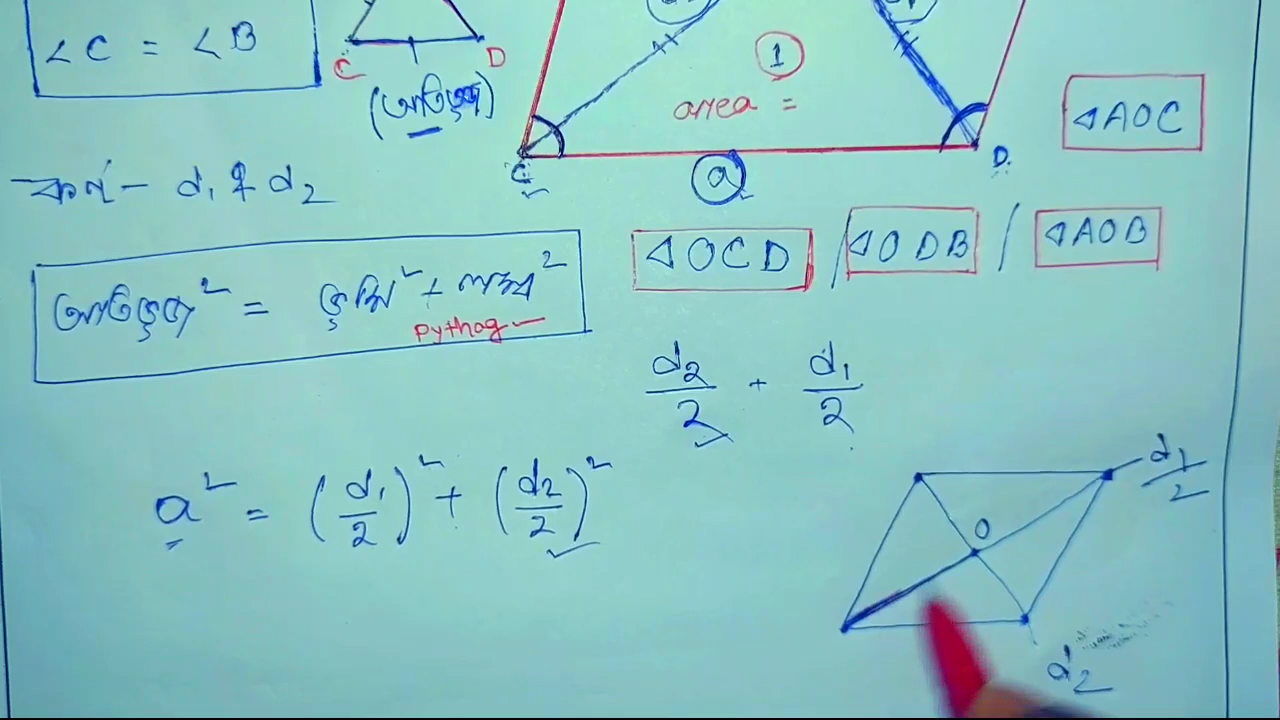 ∠C = ∠B
C D
(অতিভুজ)
1
area =
C a D.
△AOC
কর্ন - d₁ ও d₂
△OCD / △ODB / △AOB
অতিভুজ² = ভূমি² + লম্ব²
Pythag
d₂/2 + d₁/2
a² = (d₁/2)² + (d₂/2)²
d₁/2
O
d₂